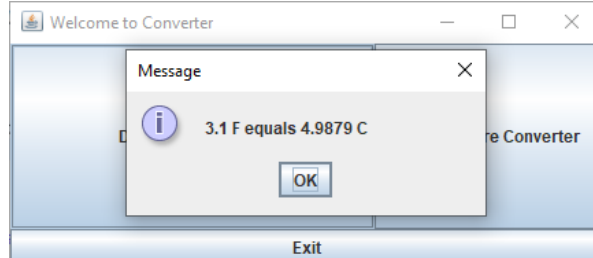 Welcome to Converter
Message
3.1 F equals 4.9879 C
re Converter
OK
Exit